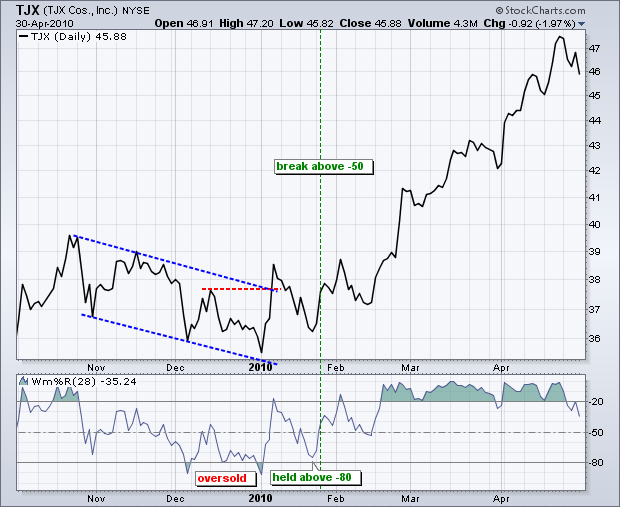 TJX (TJX Cos., Inc.) NYSE © StockCharts.com
30-Apr-2010 Open 46.91 High 47.20 Low 45.82 Close 45.88 Volume 4.3M Chg -0.92 (-1.97%)
TJX (Daily) 45.88
47
46
45
44
43
break above -50
42
41
40
39
38
37
36
Nov Dec 2010 Feb Mar Apr
Wm%R(28) -35.24
-20
-50
-80
oversold held above -80
Nov Dec 2010 Feb Mar Apr